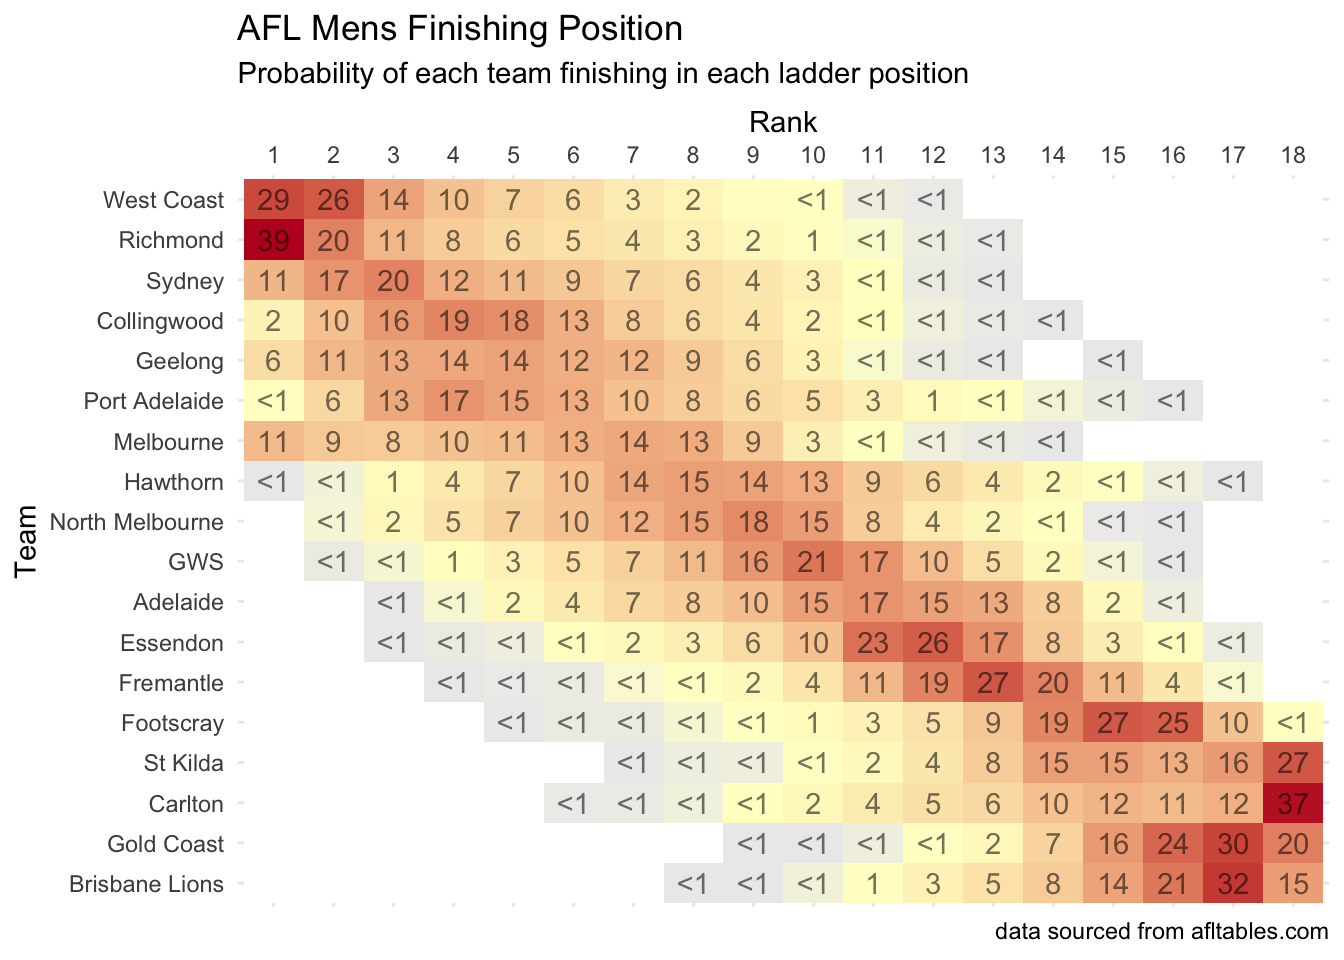 AFL Mens Finishing Position
Probability of each team finishing in each ladder position
Rank
1 2 3 4 5 6 7 8 9 10 11 12 13 14 15 16 17 18
Team
West Coast 29 26 14 10 7 6 3 2 <1 <1 <1
Richmond 39 20 11 8 6 5 4 3 2 1 <1 <1 <1
Sydney 11 17 20 12 11 9 7 6 4 3 <1 <1 <1
Collingwood 2 10 16 19 18 13 8 6 4 2 <1 <1 <1 <1
Geelong 6 11 13 14 14 12 12 9 6 3 <1 <1 <1 <1
Port Adelaide <1 6 13 17 15 13 10 8 6 5 3 1 <1 <1 <1 <1
Melbourne 11 9 8 10 11 13 14 13 9 3 <1 <1 <1 <1
Hawthorn <1 <1 1 4 7 10 14 15 14 13 9 6 4 2 <1 <1 <1
North Melbourne <1 2 5 7 10 12 15 18 15 8 4 2 <1 <1 <1
GWS <1 <1 1 3 5 7 11 16 21 17 10 5 2 <1 <1
Adelaide <1 <1 2 4 7 8 10 15 17 15 13 8 2 <1
Essendon <1 <1 <1 <1 2 3 6 10 23 26 17 8 3 <1 <1
Fremantle <1 <1 <1 <1 <1 2 4 11 19 27 20 11 4 <1
Footscray <1 <1 <1 <1 <1 1 3 5 9 19 27 25 10 <1
St Kilda <1 <1 <1 <1 2 4 8 15 15 13 16 27
Carlton <1 <1 <1 <1 2 4 5 6 10 12 11 12 37
Gold Coast <1 <1 <1 <1 2 7 16 24 30 20
Brisbane Lions <1 <1 <1 1 3 5 8 14 21 32 15
data sourced from afltables.com